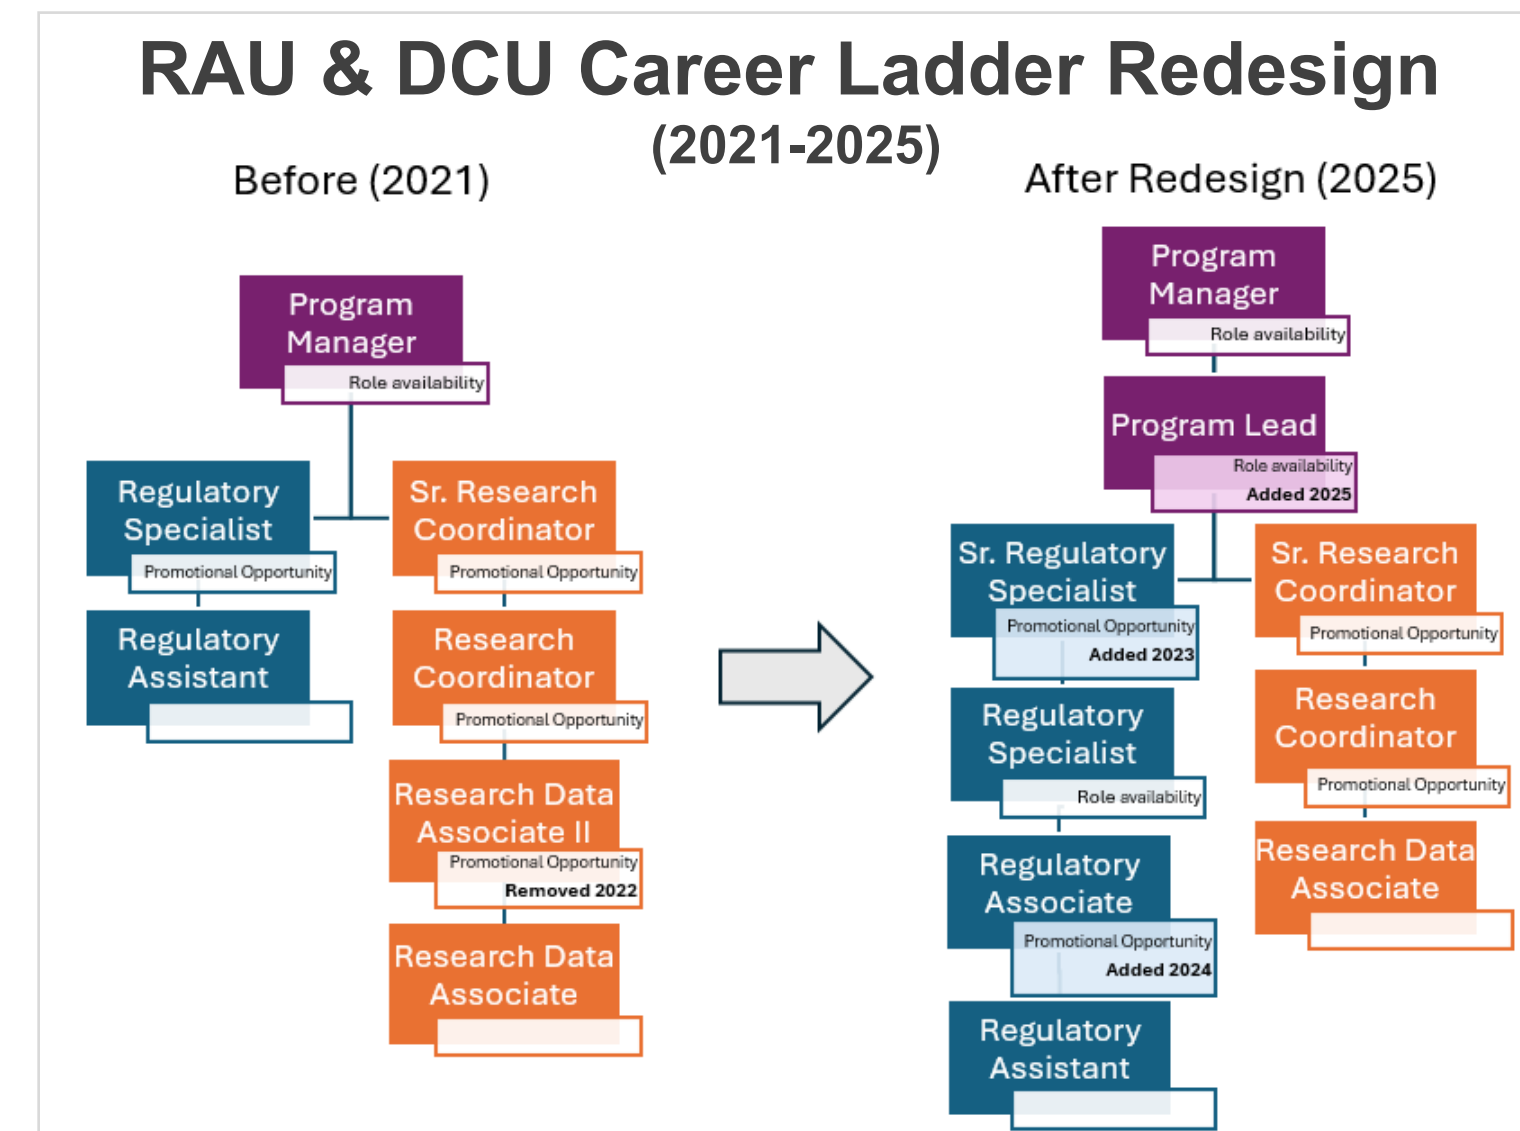 RAU & DCU Career Ladder Redesign
(2021-2025)
Before (2021)
Program
Manager
Role availability
Regulatory
Specialist
Promotional Opportunity
Regulatory
Assistant
Sr. Research
Coordinator
Promotional Opportunity
Research
Coordinator
Promotional Opportunity
Research Data
Associate II
Promotional Opportunity
Removed 2022
Research Data
Associate
After Redesign (2025)
Program
Manager
Role availability
Program Lead
Role availability
Added 2025
Sr. Regulatory
Specialist
Promotional Opportunity
Added 2023
Regulatory
Specialist
Role availability
Regulatory
Associate
Promotional Opportunity
Added 2024
Regulatory
Assistant
Sr. Research
Coordinator
Promotional Opportunity
Research
Coordinator
Promotional Opportunity
Research Data
Associate